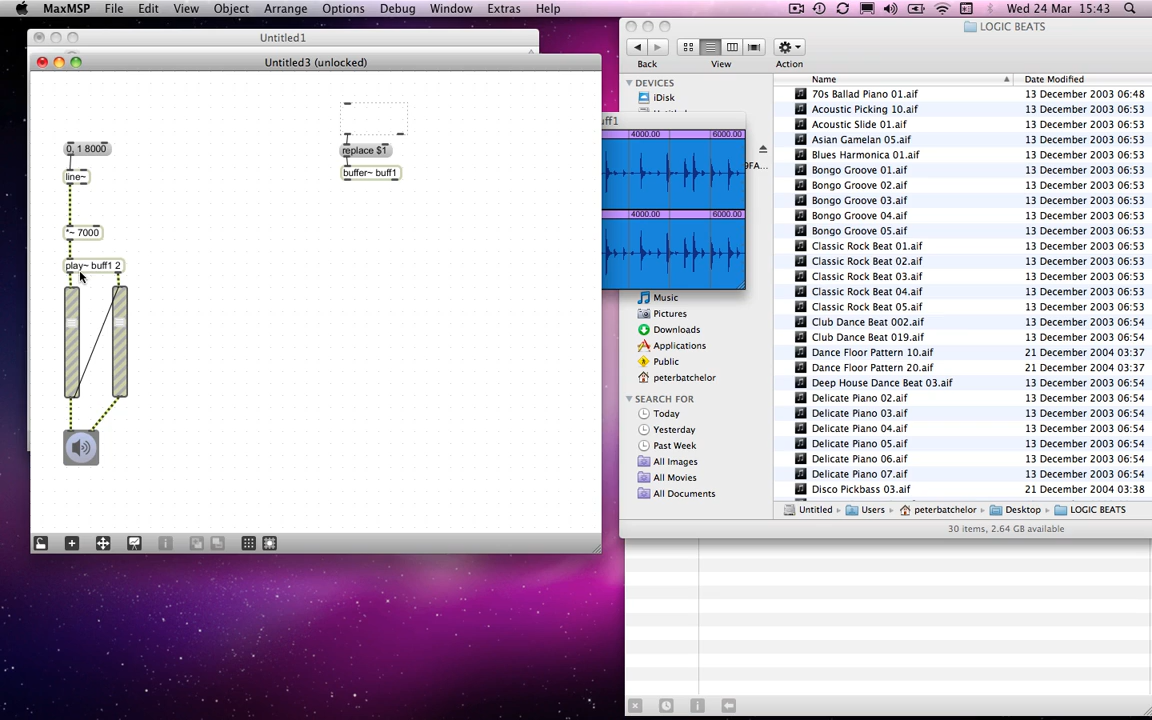 MaxMSP File Edit View Object Arrange Options Debug Window Extras Help Wed 24 Mar 15:43
Untitled1
Untitled3 (unlocked)
0, 1 8000
line~
*~ 7000
play~ buff1 2
replace $1
buffer~ buff1
uff1
4000.00 6000.00
4000.00 6000.00
LOGIC BEATS
Back View Action
DEVICES
iDisk
9FA...
Music
Pictures
Downloads
Applications
Public
peterbatchelor
SEARCH FOR
Today
Yesterday
Past Week
All Images
All Movies
All Documents
Name Date Modified
70s Ballad Piano 01.aif 13 December 2003 06:48
Acoustic Picking 10.aif 13 December 2003 06:54
Acoustic Slide 01.aif 13 December 2003 06:54
Asian Gamelan 05.aif 13 December 2003 06:54
Blues Harmonica 01.aif 13 December 2003 06:54
Bongo Groove 01.aif 13 December 2003 06:54
Bongo Groove 02.aif 13 December 2003 06:54
Bongo Groove 03.aif 13 December 2003 06:54
Bongo Groove 04.aif 13 December 2003 06:54
Bongo Groove 05.aif 13 December 2003 06:54
Classic Rock Beat 01.aif 13 December 2003 06:54
Classic Rock Beat 02.aif 13 December 2003 06:54
Classic Rock Beat 03.aif 13 December 2003 06:54
Classic Rock Beat 04.aif 13 December 2003 06:54
Classic Rock Beat 05.aif 13 December 2003 06:54
Club Dance Beat 002.aif 13 December 2003 06:54
Club Dance Beat 019.aif 13 December 2003 06:54
Dance Floor Pattern 10.aif 21 December 2004 03:37
Dance Floor Pattern 20.aif 21 December 2004 03:37
Deep House Dance Beat 03.aif 13 December 2003 06:54
Delicate Piano 02.aif 13 December 2003 06:54
Delicate Piano 03.aif 13 December 2003 06:54
Delicate Piano 04.aif 13 December 2003 06:54
Delicate Piano 05.aif 13 December 2003 06:54
Delicate Piano 06.aif 13 December 2003 06:54
Delicate Piano 07.aif 13 December 2003 06:54
Disco Pickbass 03.aif 21 December 2004 03:38
Untitled Users peterbatchelor Desktop LOGIC BEATS
30 items, 2.64 GB available